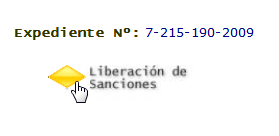 Expediente Nº: 7-215-190-2009
Liberación de
Sanciones